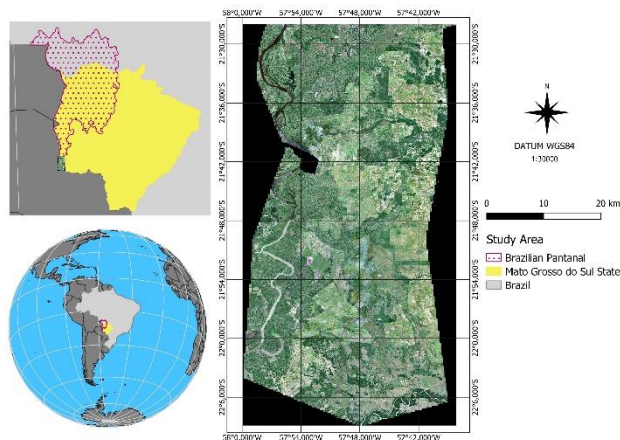 58°0,000'W 57°54,000'W 57°48,000'W 57°42,000'W
21°30,000'S 21°30,000'S
21°36,000'S 21°36,000'S
21°42,000'S 21°42,000'S
21°48,000'S 21°48,000'S
21°54,000'S 21°54,000'S
22°0,000'S 22°0,000'S
22°6,000'S 22°6,000'S
58°0,000'W 57°54,000'W 57°48,000'W 57°42,000'W
N
DATUM WGS84
0 10 20 km
Study Area
Brazilian Pantanal
Mato Grosso do Sul State
Brazil